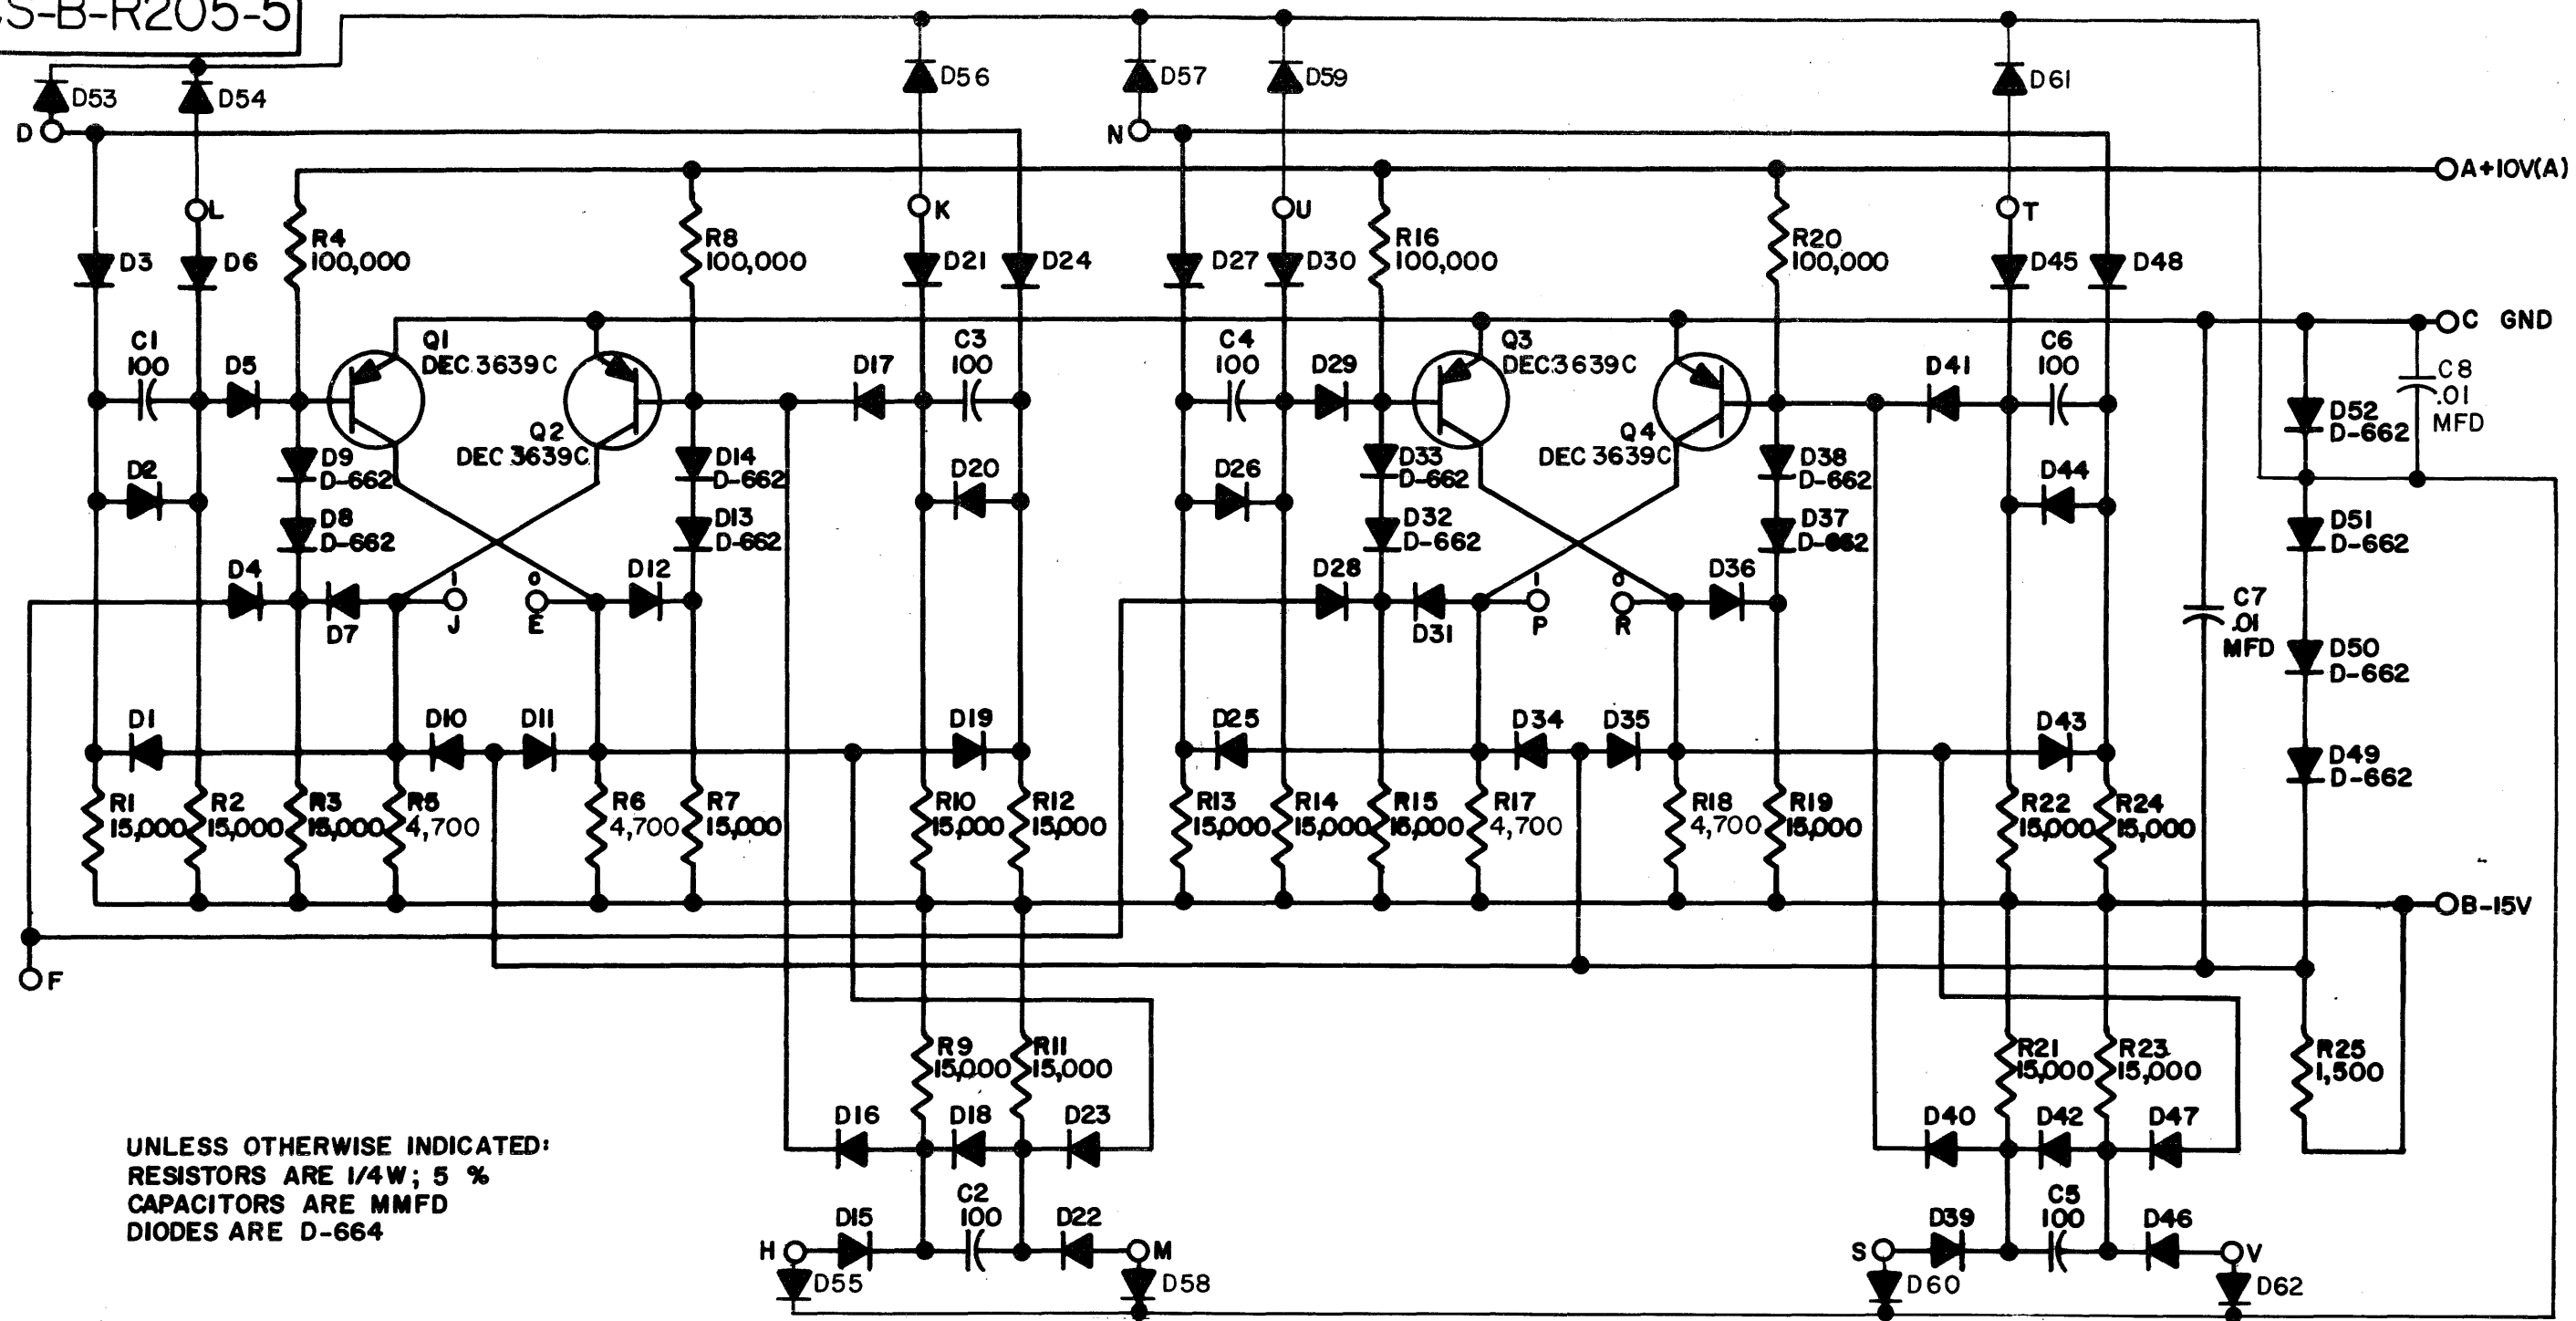 CS-B-R205-5
D53
D54
D56
D57
D59
D61
D
N
A+10V(A)
L
K
U
T
D3
D6
R4
100,000
R8
100,000
D21
D24
D27
D30
R16
100,000
R20
100,000
D45
D48
C GND
C1
100
D5
Q1
DEC 3639C
Q2
DEC 3639C
D17
C3
100
C4
100
D29
Q3
DEC 3639C
Q4
DEC 3639C
D41
C6
100
D52
D-662
C8
.01
MFD
D2
D9
D-662
D14
D-662
D20
D26
D33
D-662
D38
D-662
D44
D8
D-662
D13
D-662
D32
D-662
D37
D-662
D51
D-662
D4
D7
1
J
0
E
D12
D28
D31
1
P
0
R
D36
C7
.01
MFD
D50
D-662
D1
D10
D11
D19
D25
D34
D35
D43
D49
D-662
R1
15,000
R2
15,000
R3
15,000
R5
4,700
R6
4,700
R7
15,000
R10
15,000
R12
15,000
R13
15,000
R14
15,000
R15
15,000
R17
4,700
R18
4,700
R19
15,000
R22
15,000
R24
15,000
B-15V
F
R9
15,000
R11
15,000
R21
15,000
R23
15,000
R25
1,500
D16
D18
D23
D40
D42
D47
UNLESS OTHERWISE INDICATED:
RESISTORS ARE 1/4W; 5 %
CAPACITORS ARE MMFD
DIODES ARE D-664
H
D15
C2
100
D22
M
S
D39
C5
100
D46
V
D55
D58
D60
D62